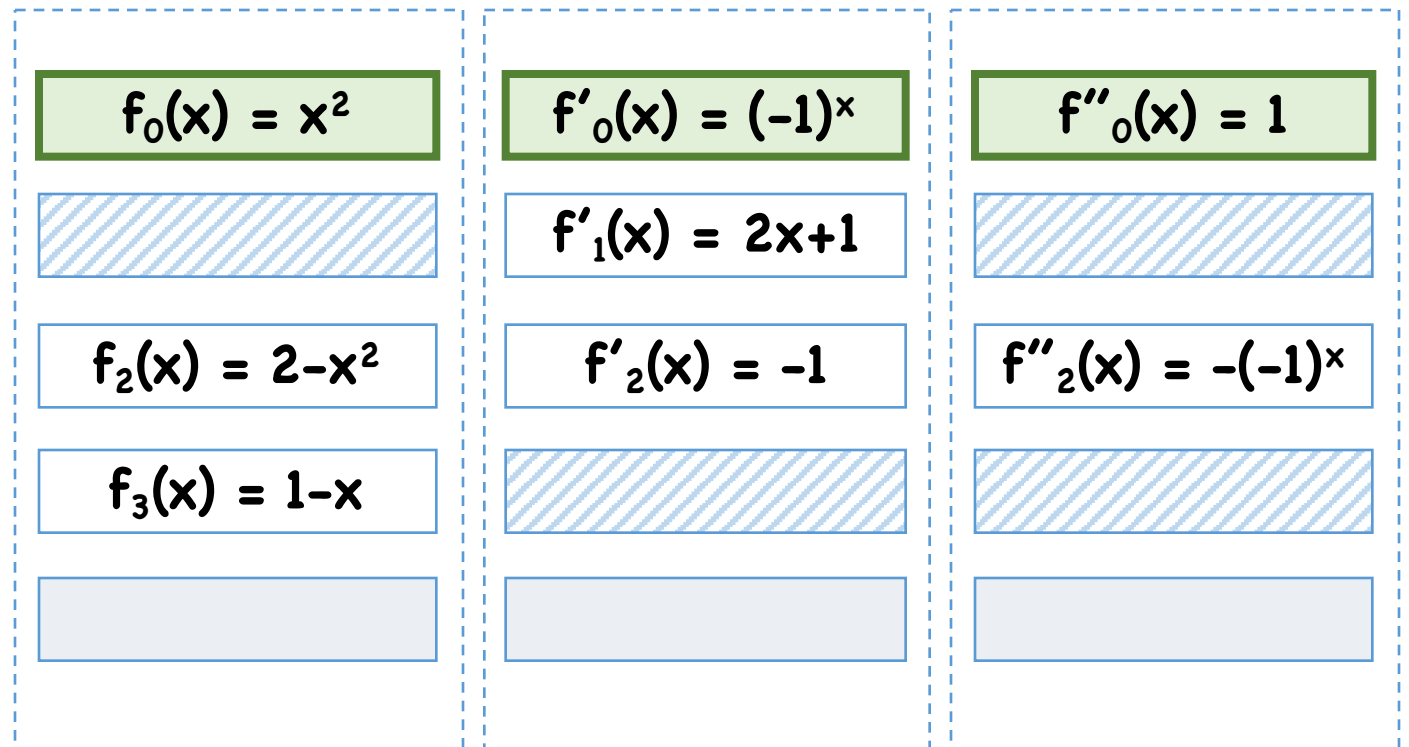 f₀(x) = x²
f′₀(x) = (-1)ˣ
f″₀(x) = 1
f′₁(x) = 2x+1
f₂(x) = 2-x²
f′₂(x) = -1
f″₂(x) = -(-1)ˣ
f₃(x) = 1-x